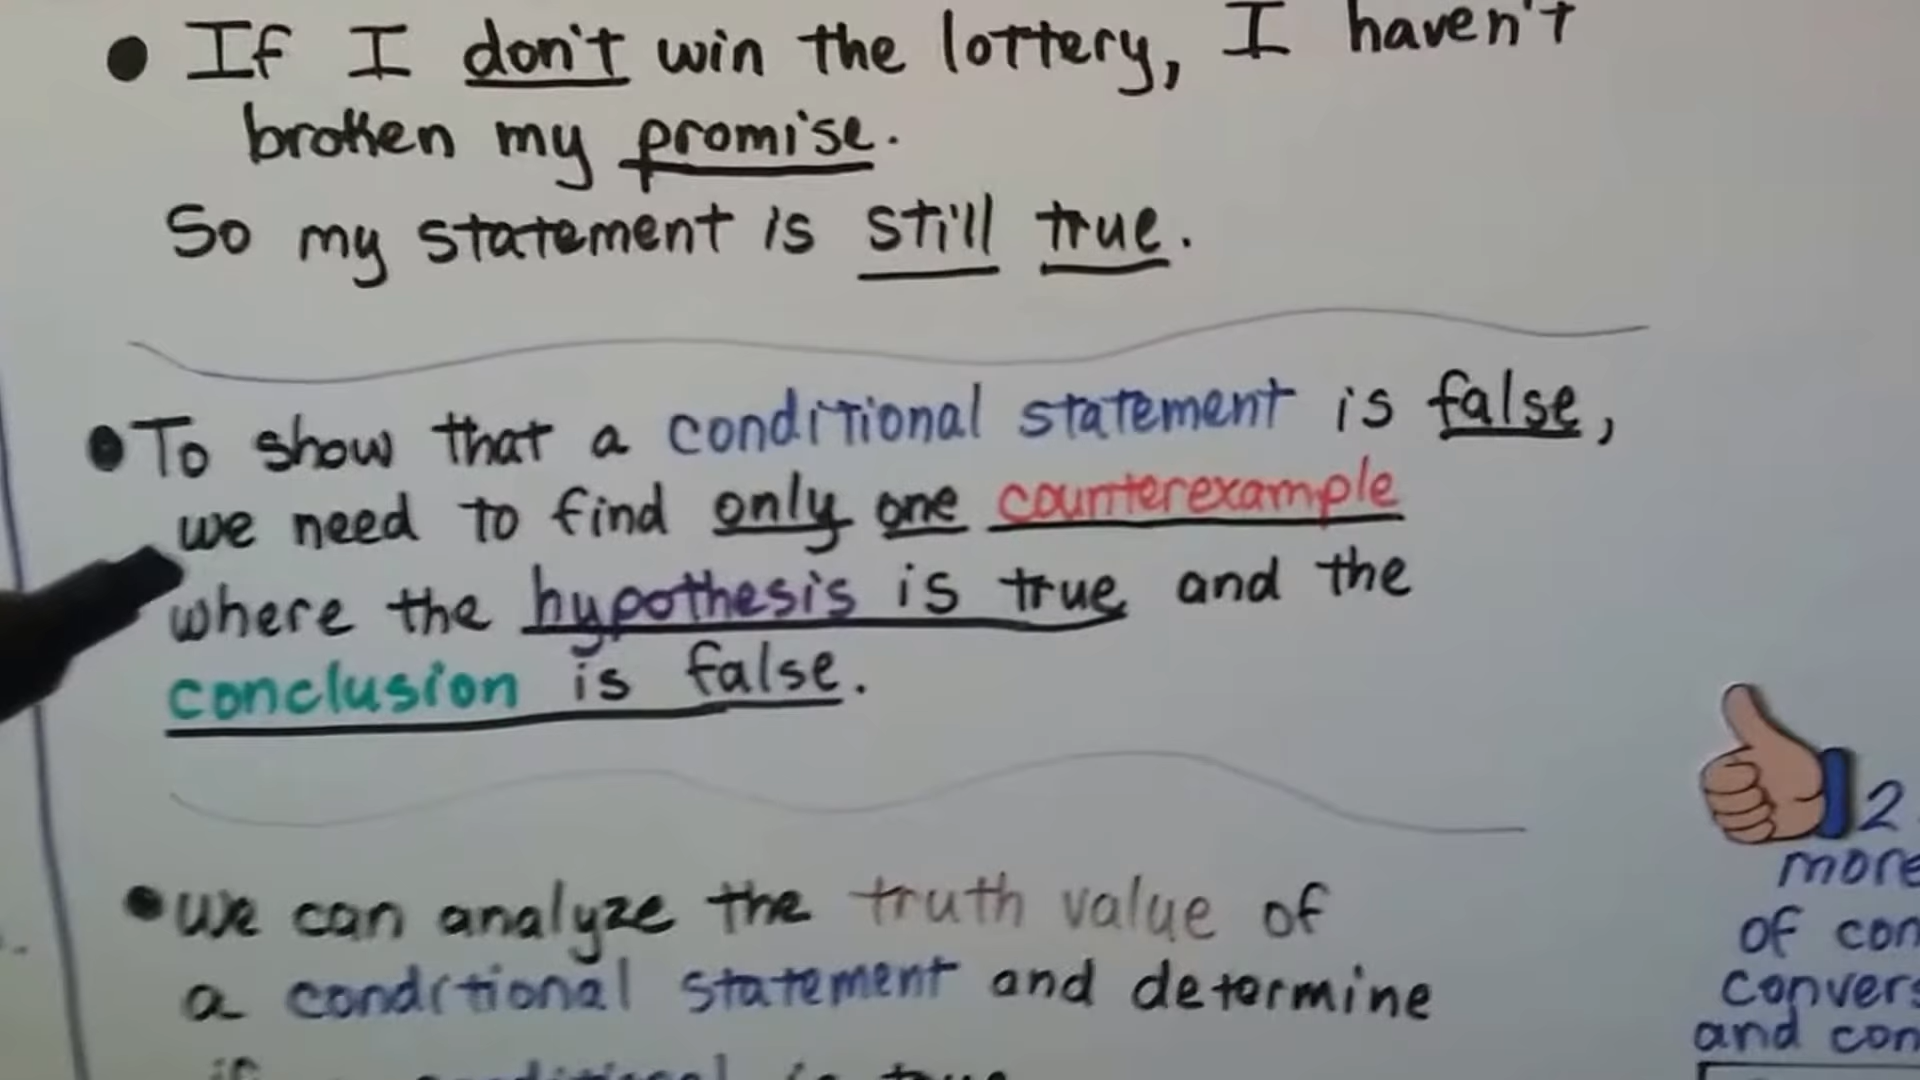 • If I don't win the lottery, I haven't
broken my promise.
So my statement is still true.
• To show that a conditional statement is false,
we need to find only one counterexample
where the hypothesis is true and the
conclusion is false.
• we can analyze the truth value of
a conditional statement and determine
2
more
of con
convers
and con